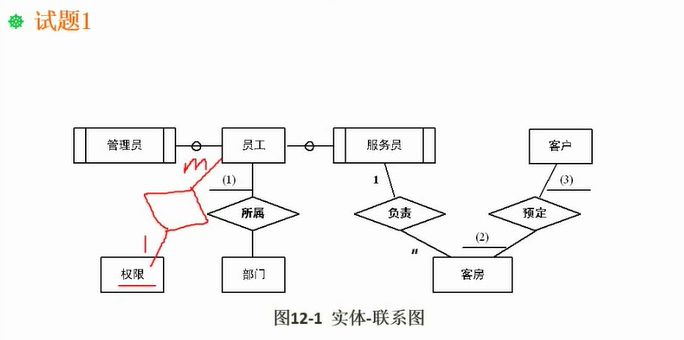 试题1
管理员
员工
服务员
客户
m
(1)
1
(3)
所属
负责
预定
1
n
(2)
权限
部门
客房
图12-1 实体-联系图